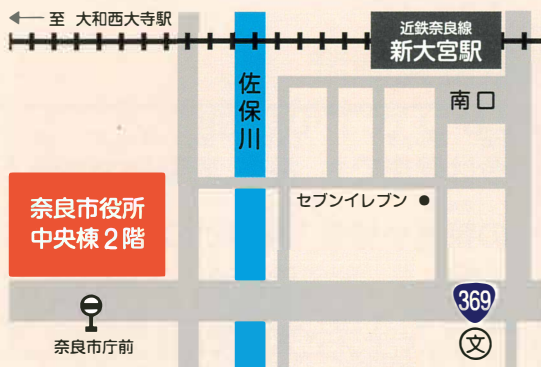 至 大和西大寺駅
近鉄奈良線
新大宮駅
佐保川
南口
セブンイレブン
奈良市役所
中央棟2階
369
文
奈良市庁前